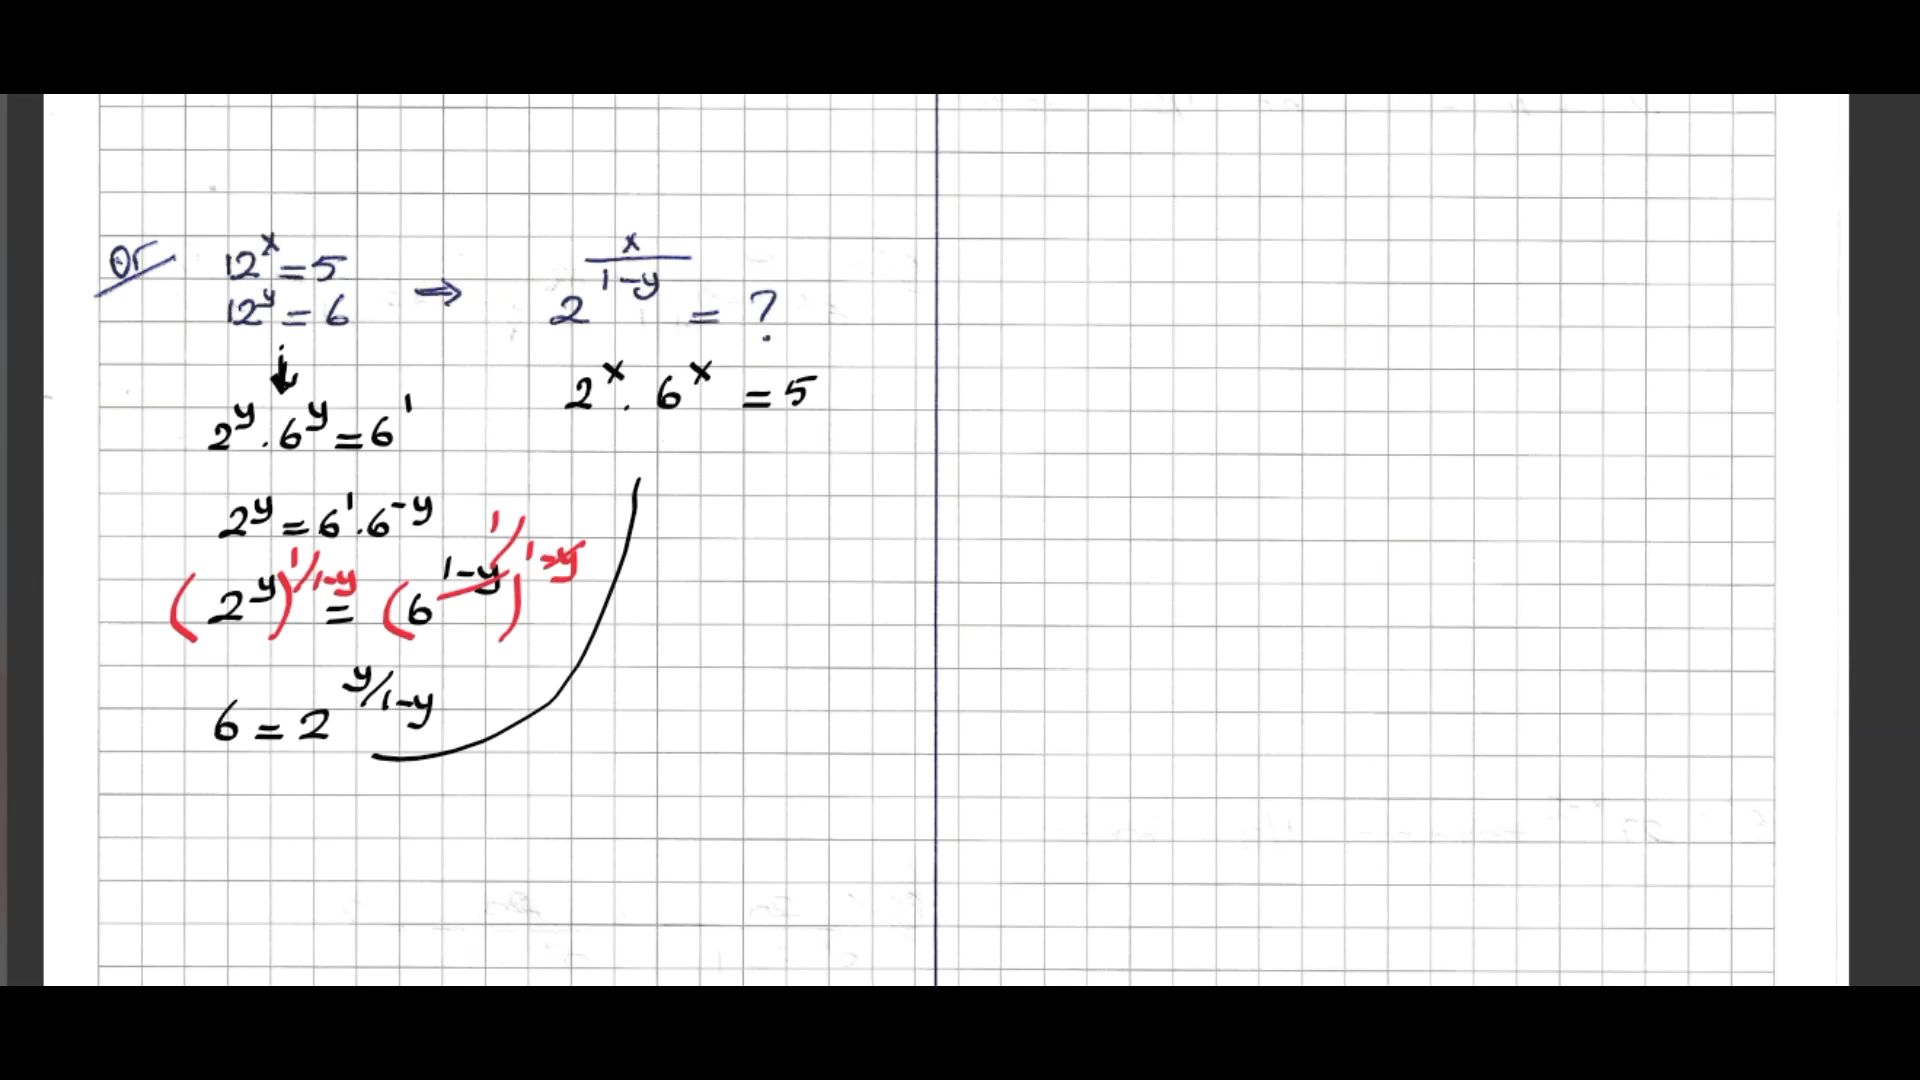 Ör
12^x = 5
12^y = 6 ⇒ 2^(x/(1-y)) = ?
↓
2^y . 6^y = 6^1
2^y = 6^1 . 6^-y
(2^y)^(1/1-y) = (6^(1-y))^(1/1-y)
6 = 2^(y/1-y)
2^x . 6^x = 5